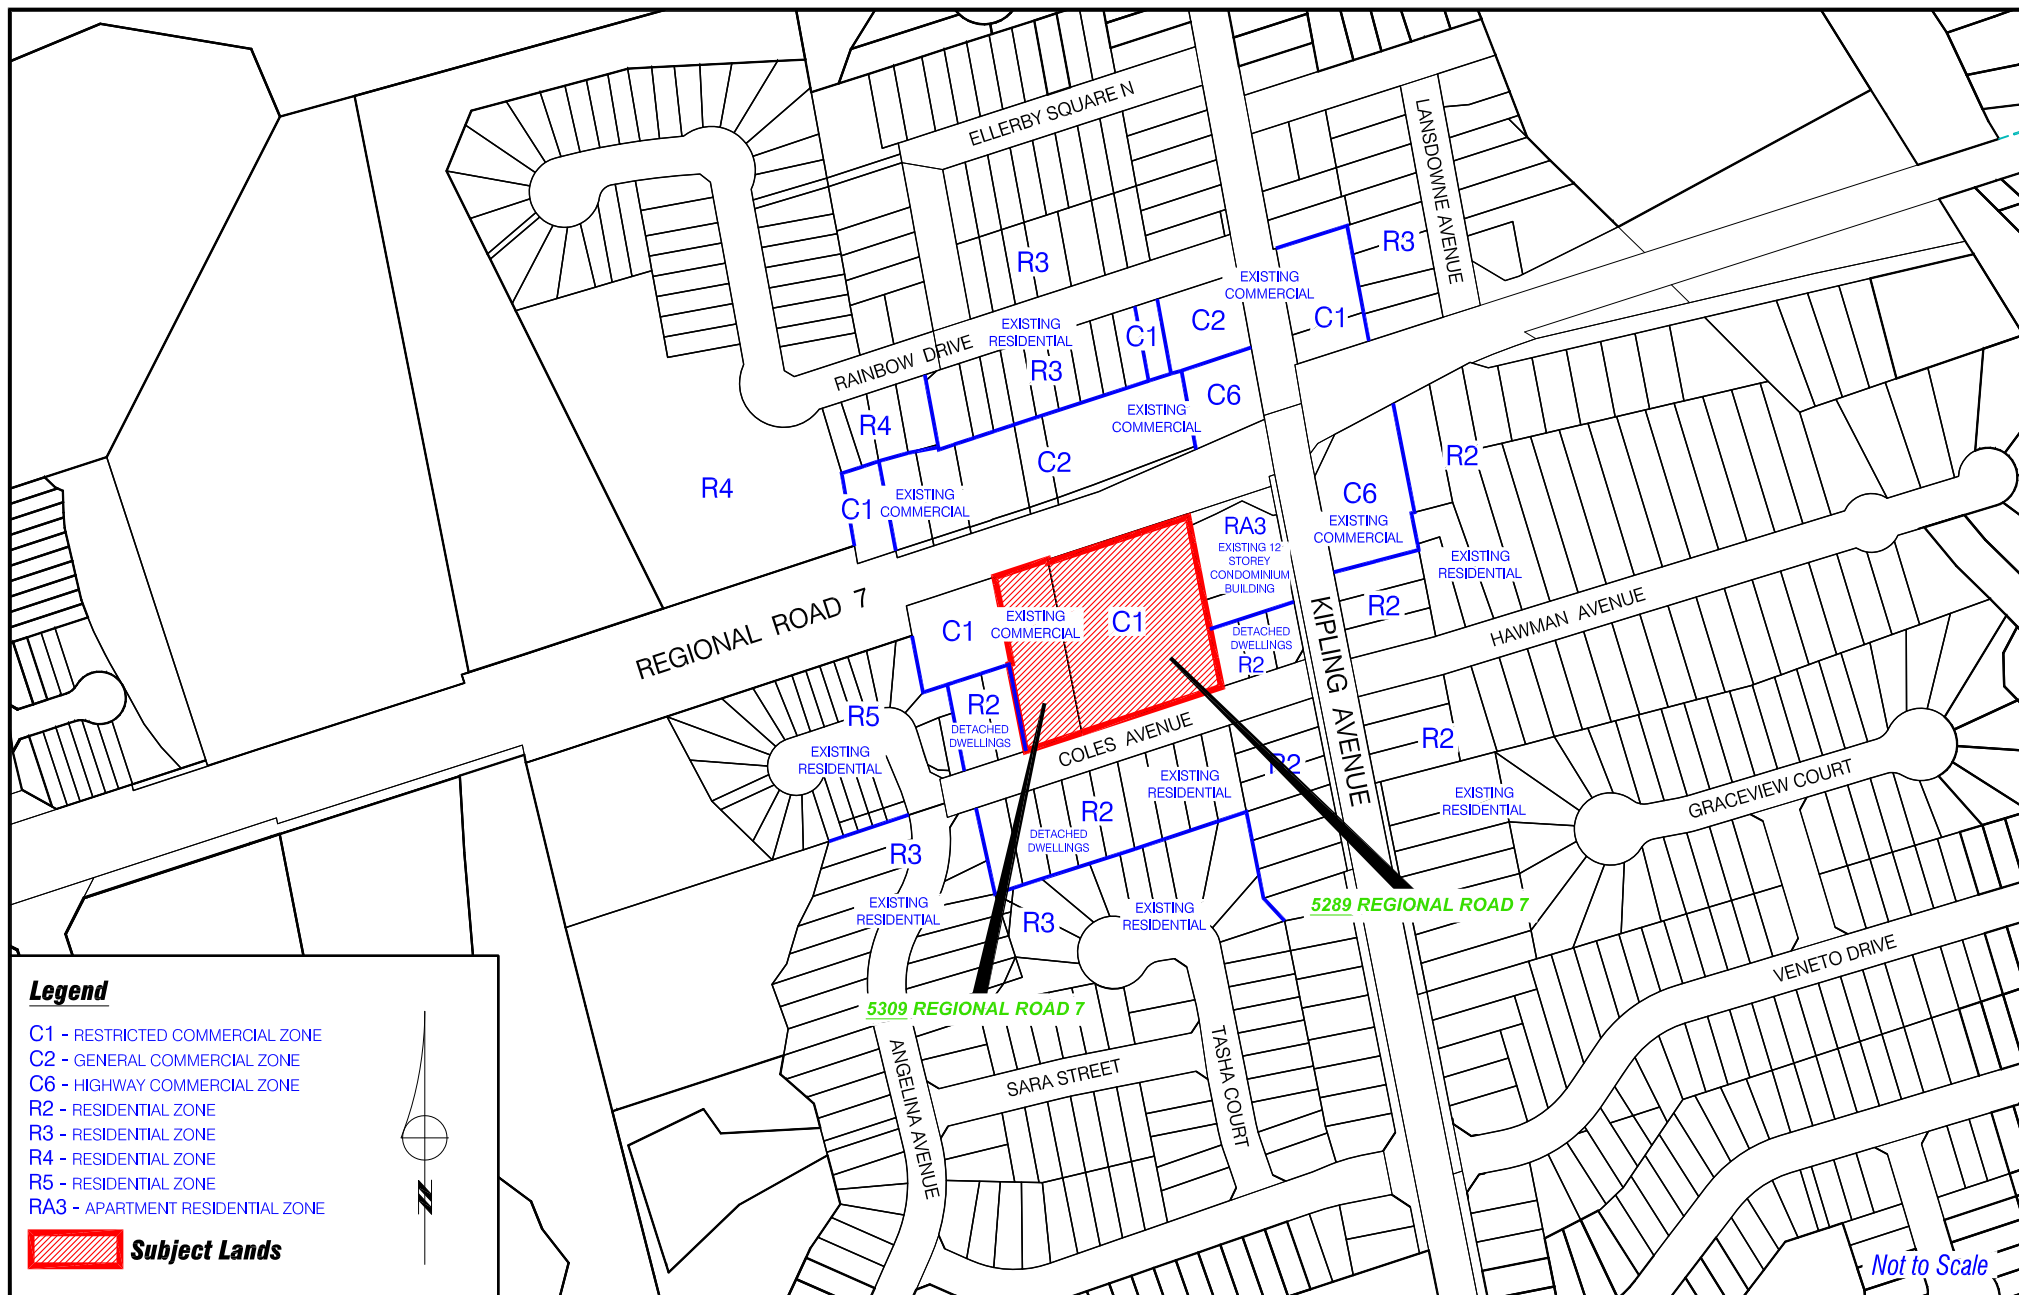 ELLERBY SQUARE N
LANSDOWNE AVENUE
R3
R3
EXISTING
COMMERCIAL
C1
C2
C1
EXISTING
RESIDENTIAL
R3
RAINBOW DRIVE
C6
EXISTING
COMMERCIAL
R4
C2
R4
C1
EXISTING
COMMERCIAL
R2
C6
EXISTING
COMMERCIAL
RA3
EXISTING 12
STOREY
CONDOMINIUM
BUILDING
EXISTING
RESIDENTIAL
R2
HAWMAN AVENUE
REGIONAL ROAD 7
C1
EXISTING
COMMERCIAL
C1
DETACHED
DWELLINGS
R2
KIPLING AVENUE
R5
EXISTING
RESIDENTIAL
R2
DETACHED
DWELLINGS
COLES AVENUE
R2
R2
EXISTING
RESIDENTIAL
EXISTING
RESIDENTIAL
R2
DETACHED
DWELLINGS
GRACEVIEW COURT
R3
EXISTING
RESIDENTIAL
R3
EXISTING
RESIDENTIAL
5289 REGIONAL ROAD 7
VENETO DRIVE
5309 REGIONAL ROAD 7
ANGELINA AVENUE
SARA STREET
TASHA COURT
Legend
C1 - RESTRICTED COMMERCIAL ZONE
C2 - GENERAL COMMERCIAL ZONE
C6 - HIGHWAY COMMERCIAL ZONE
R2 - RESIDENTIAL ZONE
R3 - RESIDENTIAL ZONE
R4 - RESIDENTIAL ZONE
R5 - RESIDENTIAL ZONE
RA3 - APARTMENT RESIDENTIAL ZONE
N
Subject Lands
Not to Scale